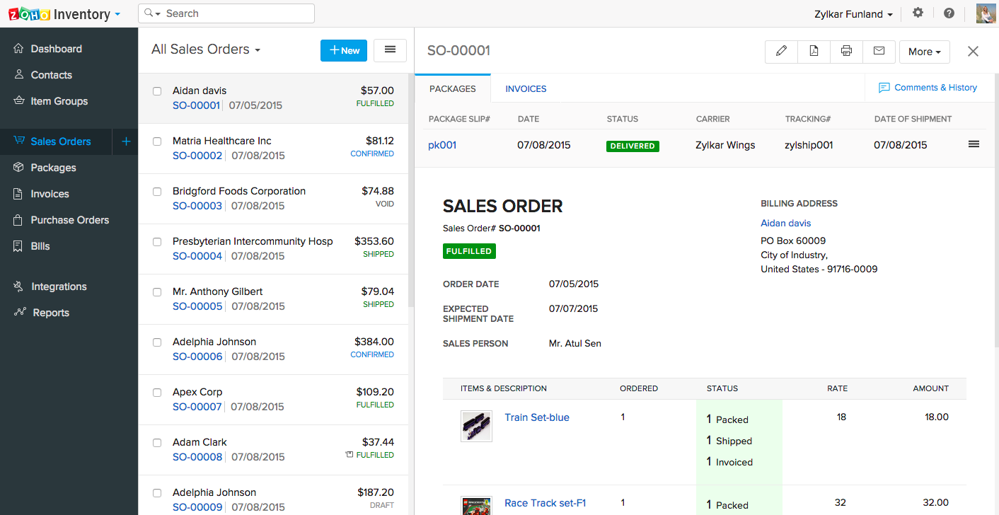 ZOHO Inventory
Search
Zylkar Funland
Dashboard
Contacts
Item Groups
Sales Orders
+
Packages
Invoices
Purchase Orders
Bills
Integrations
Reports
All Sales Orders
+ New
Aidan davis $57.00
SO-00001 07/05/2015 FULFILLED
Matria Healthcare Inc $81.12
SO-00002 07/08/2015 CONFIRMED
Bridgford Foods Corporation $74.88
SO-00003 07/08/2015 VOID
Presbyterian Intercommunity Hosp $353.60
SO-00004 07/08/2015 SHIPPED
Mr. Anthony Gilbert $79.04
SO-00005 07/08/2015 SHIPPED
Adelphia Johnson $384.00
SO-00006 07/08/2015 CONFIRMED
Apex Corp $109.20
SO-00007 07/08/2015 FULFILLED
Adam Clark $37.44
SO-00008 07/08/2015 FULFILLED
Adelphia Johnson $187.20
SO-00009 07/08/2015 DRAFT
SO-00001
More
PACKAGES INVOICES
Comments & History
PACKAGE SLIP# DATE STATUS CARRIER TRACKING# DATE OF SHIPMENT
pk001 07/08/2015 DELIVERED Zylkar Wings zylship001 07/08/2015
SALES ORDER
Sales Order# SO-00001
FULFILLED
ORDER DATE 07/05/2015
EXPECTED
SHIPMENT DATE 07/07/2015
SALES PERSON Mr. Atul Sen
BILLING ADDRESS
Aidan davis
PO Box 60009
City of Industry,
United States - 91716-0009
ITEMS & DESCRIPTION ORDERED STATUS RATE AMOUNT
Train Set-blue 1 1 Packed 18 18.00
1 Shipped
1 Invoiced
Race Track set-F1 1 1 Packed 32 32.00